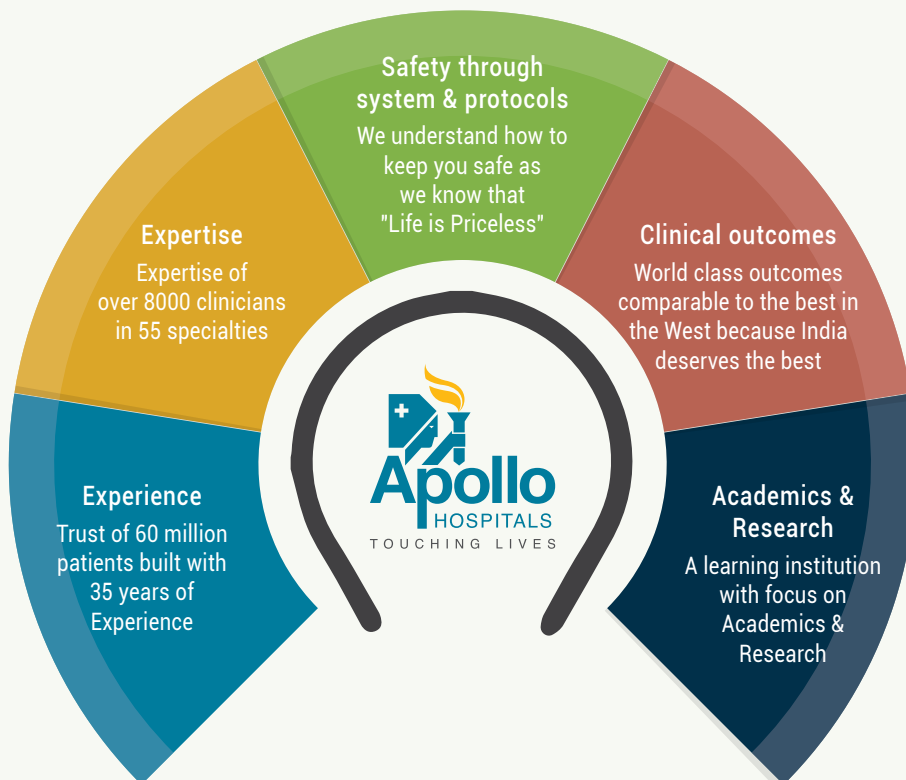 Safety through
system & protocols
We understand how to
keep you safe as
we know that
"Life is Priceless"
Expertise
Expertise of
over 8000 clinicians
in 55 specialties
Clinical outcomes
World class outcomes
comparable to the best in
the West because India
deserves the best
Experience
Trust of 60 million
patients built with
35 years of
Experience
Apollo
HOSPITALS
TOUCHING LIVES
Academics &
Research
A learning institution
with focus on
Academics &
Research